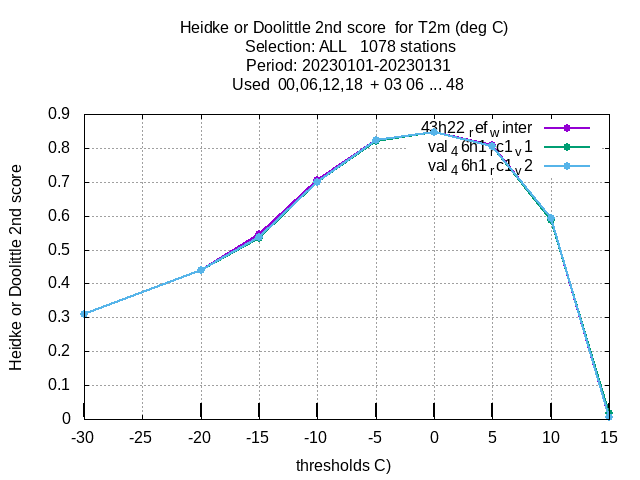 Heidke or Doolittle 2nd score  for T2m (deg C)
Selection: ALL   1078 stations
Period: 20230101-20230131
Used  00,06,12,18  + 03 06 ... 48
Heidke or Doolittle 2nd score
0.9
0.8
0.7
0.6
0.5
0.4
0.3
0.2
0.1
0
43h22refwinter
val46h1rc1v1
val46h1rc1v2
-30 -25 -20 -15 -10 -5 0 5 10 15
thresholds C)